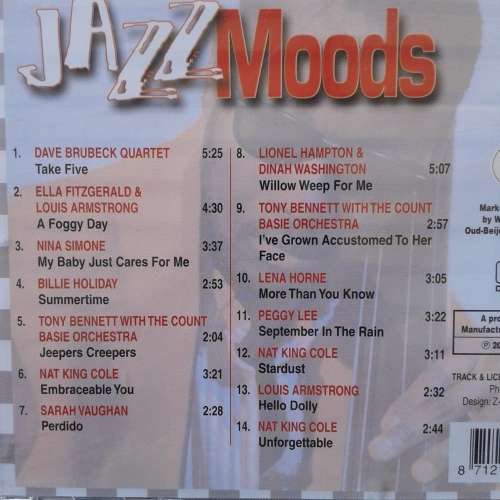 JAZZ Moods
1. DAVE BRUBECK QUARTET 5:25
Take Five
2. ELLA FITZGERALD &
LOUIS ARMSTRONG 4:30
A Foggy Day
3. NINA SIMONE 3:37
My Baby Just Cares For Me
4. BILLIE HOLIDAY 2:53
Summertime
5. TONY BENNETT WITH THE COUNT
BASIE ORCHESTRA 2:04
Jeepers Creepers
6. NAT KING COLE 3:21
Embraceable You
7. SARAH VAUGHAN 2:28
Perdido
8. LIONEL HAMPTON &
DINAH WASHINGTON 5:07
Willow Weep For Me
9. TONY BENNETT WITH THE COUNT
BASIE ORCHESTRA 2:57
I've Grown Accustomed To Her
Face
10. LENA HORNE 3:05
More Than You Know
11. PEGGY LEE 3:22
September In The Rain
12. NAT KING COLE 3:11
Stardust
13. LOUIS ARMSTRONG 2:32
Hello Dolly
14. NAT KING COLE 2:44
Unforgettable
Marke
by W
Oud-Beije
A pro
Manufactu
℗ 20
TRACK & LICE
Ph
Design: Z-
8 712